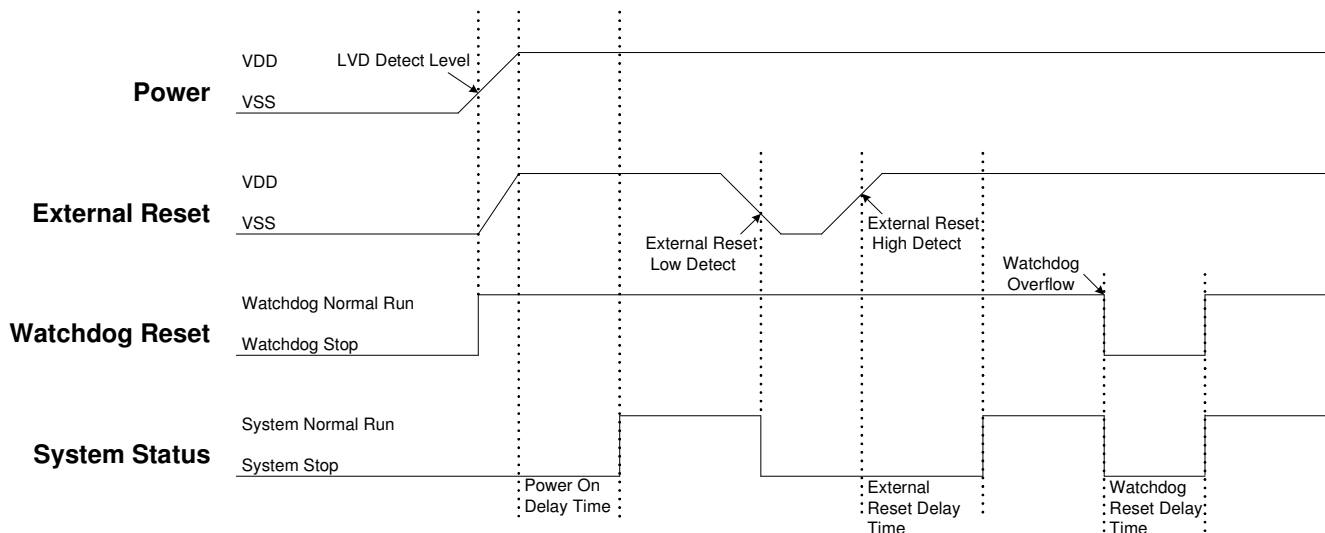 VDD
LVD Detect Level
Power
VSS
VDD
External Reset
VSS
External Reset
Low Detect
External Reset
High Detect
Watchdog
Overflow
Watchdog Normal Run
Watchdog Reset
Watchdog Stop
System Normal Run
System Status
System Stop
Power On
Delay Time
External
Reset Delay
Time
Watchdog
Reset Delay
Time